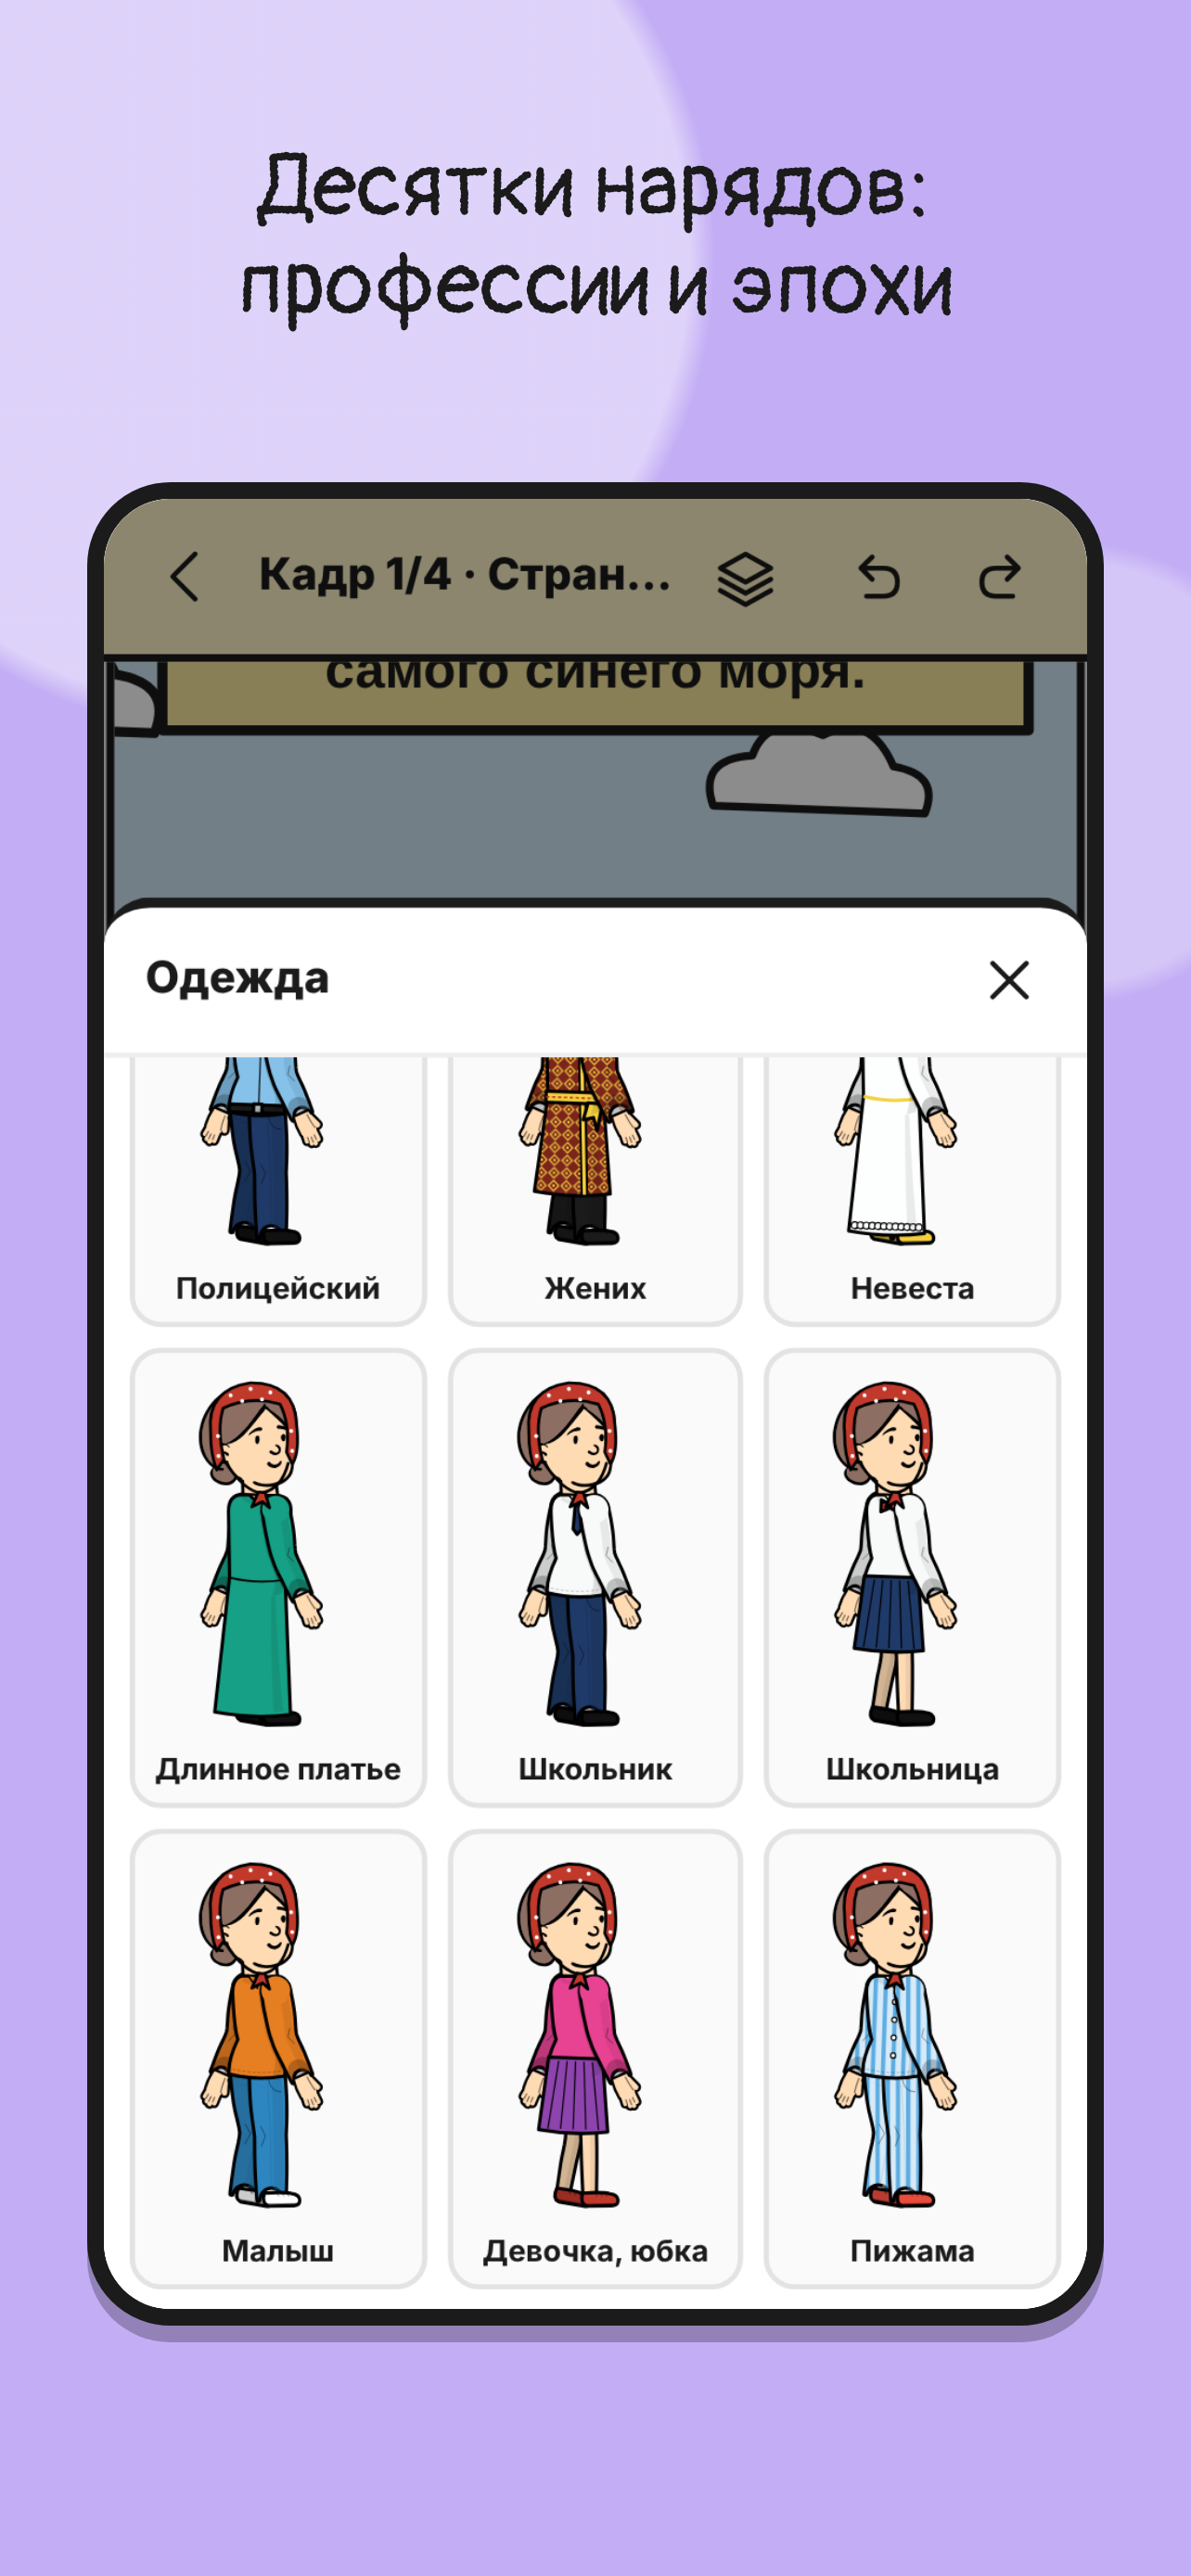 Десятки нарядов:
профессии и эпохи
Кадр 1/4 · Стран...
самого синего моря.
Одежда
Полицейский
Жених
Невеста
Длинное платье
Школьник
Школьница
Малыш
Девочка, юбка
Пижама